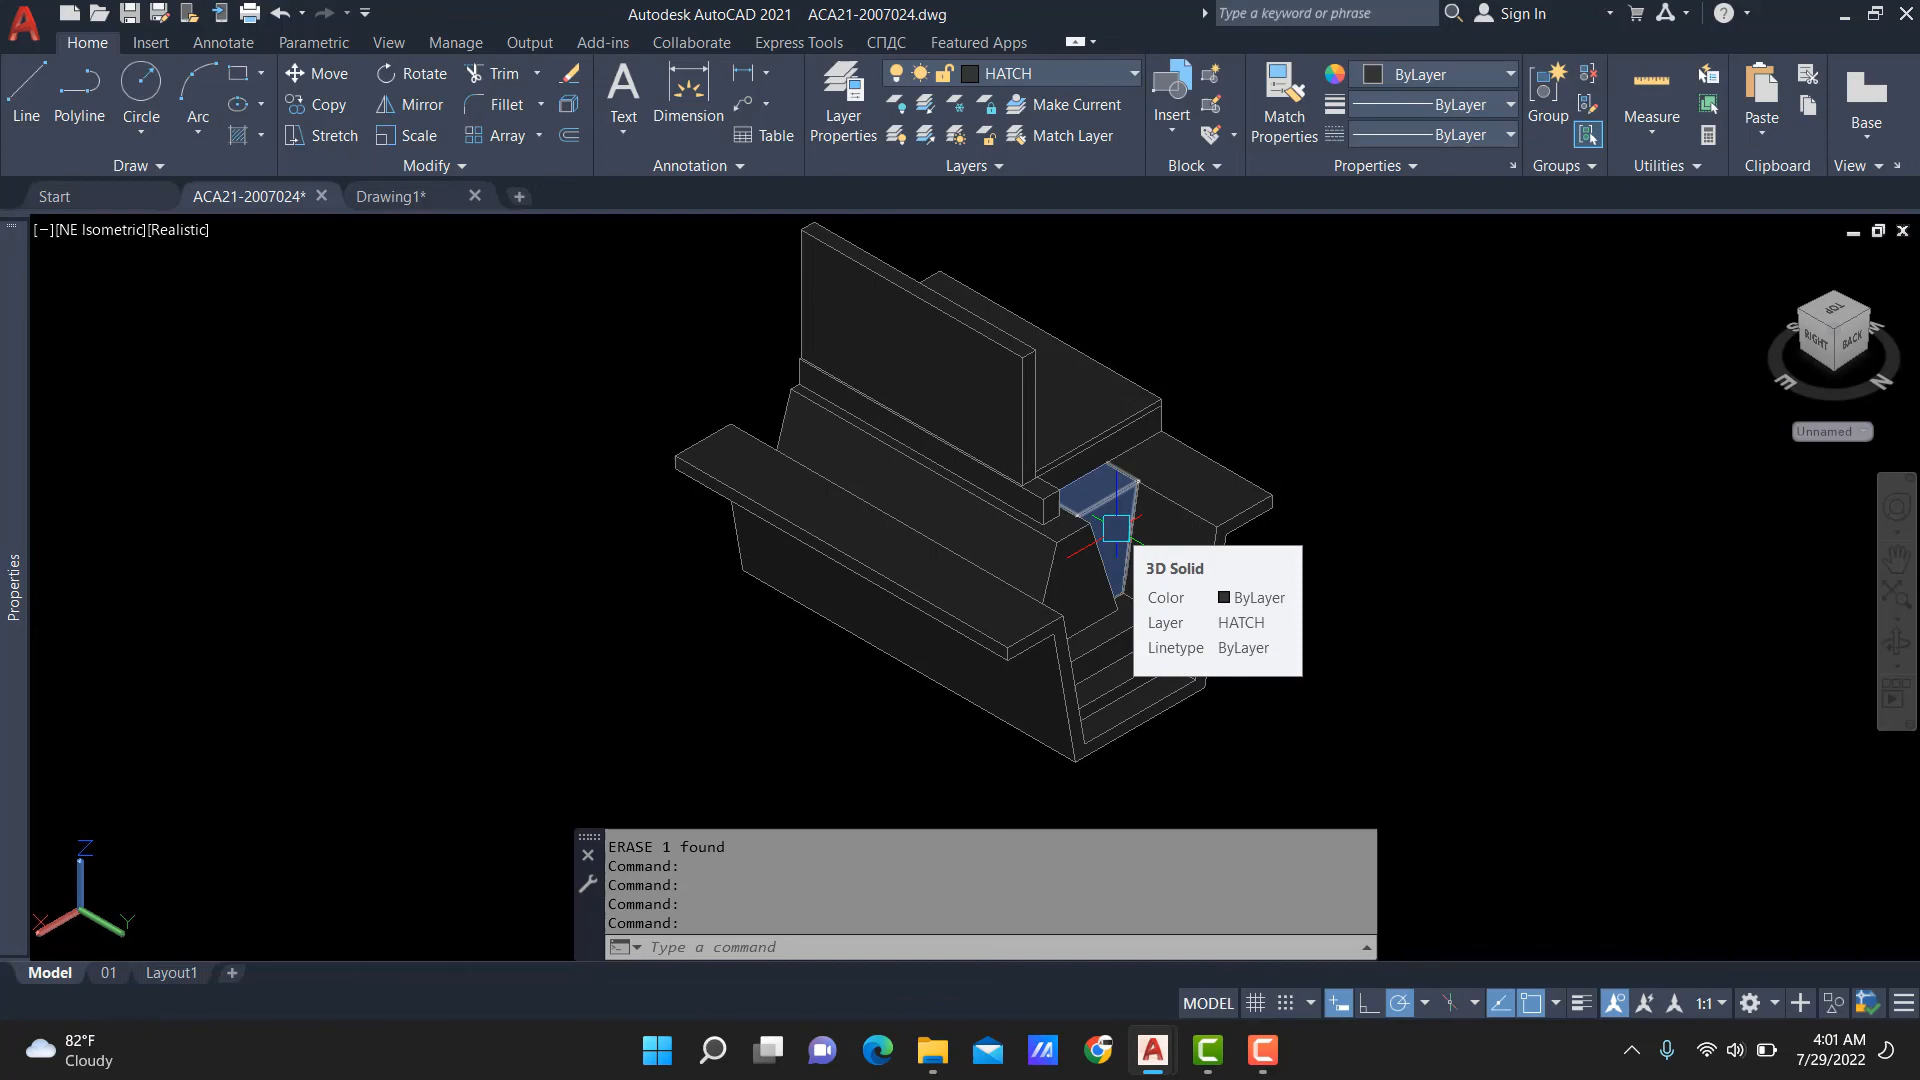 Autodesk AutoCAD 2021 ACA21-2007024.dwg
Type a keyword or phrase
Sign In
Home Insert Annotate Parametric View Manage Output Add-ins Collaborate Express Tools СПДС Featured Apps
Line
Polyline
Circle
Arc
Draw
Move
Rotate
Trim
Copy
Mirror
Fillet
Stretch
Scale
Array
Modify
Text
Dimension
Table
Annotation
Layer
Properties
HATCH
Make Current
Match Layer
Layers
Insert
Block
Match
Properties
ByLayer
ByLayer
ByLayer
Properties
Group
Groups
Measure
Utilities
Paste
Clipboard
Base
View
Start
ACA21-2007024*
Drawing1*
[−][NE Isometric][Realistic]
TOP
RIGHT
BACK
E
N
Unnamed
Properties
3D Solid
Color ByLayer
Layer HATCH
Linetype ByLayer
Z
X
Y
ERASE 1 found
Command:
Command:
Command:
Command:
Type a command
Model 01 Layout1
MODEL
1:1
82°F
Cloudy
4:01 AM
7/29/2022